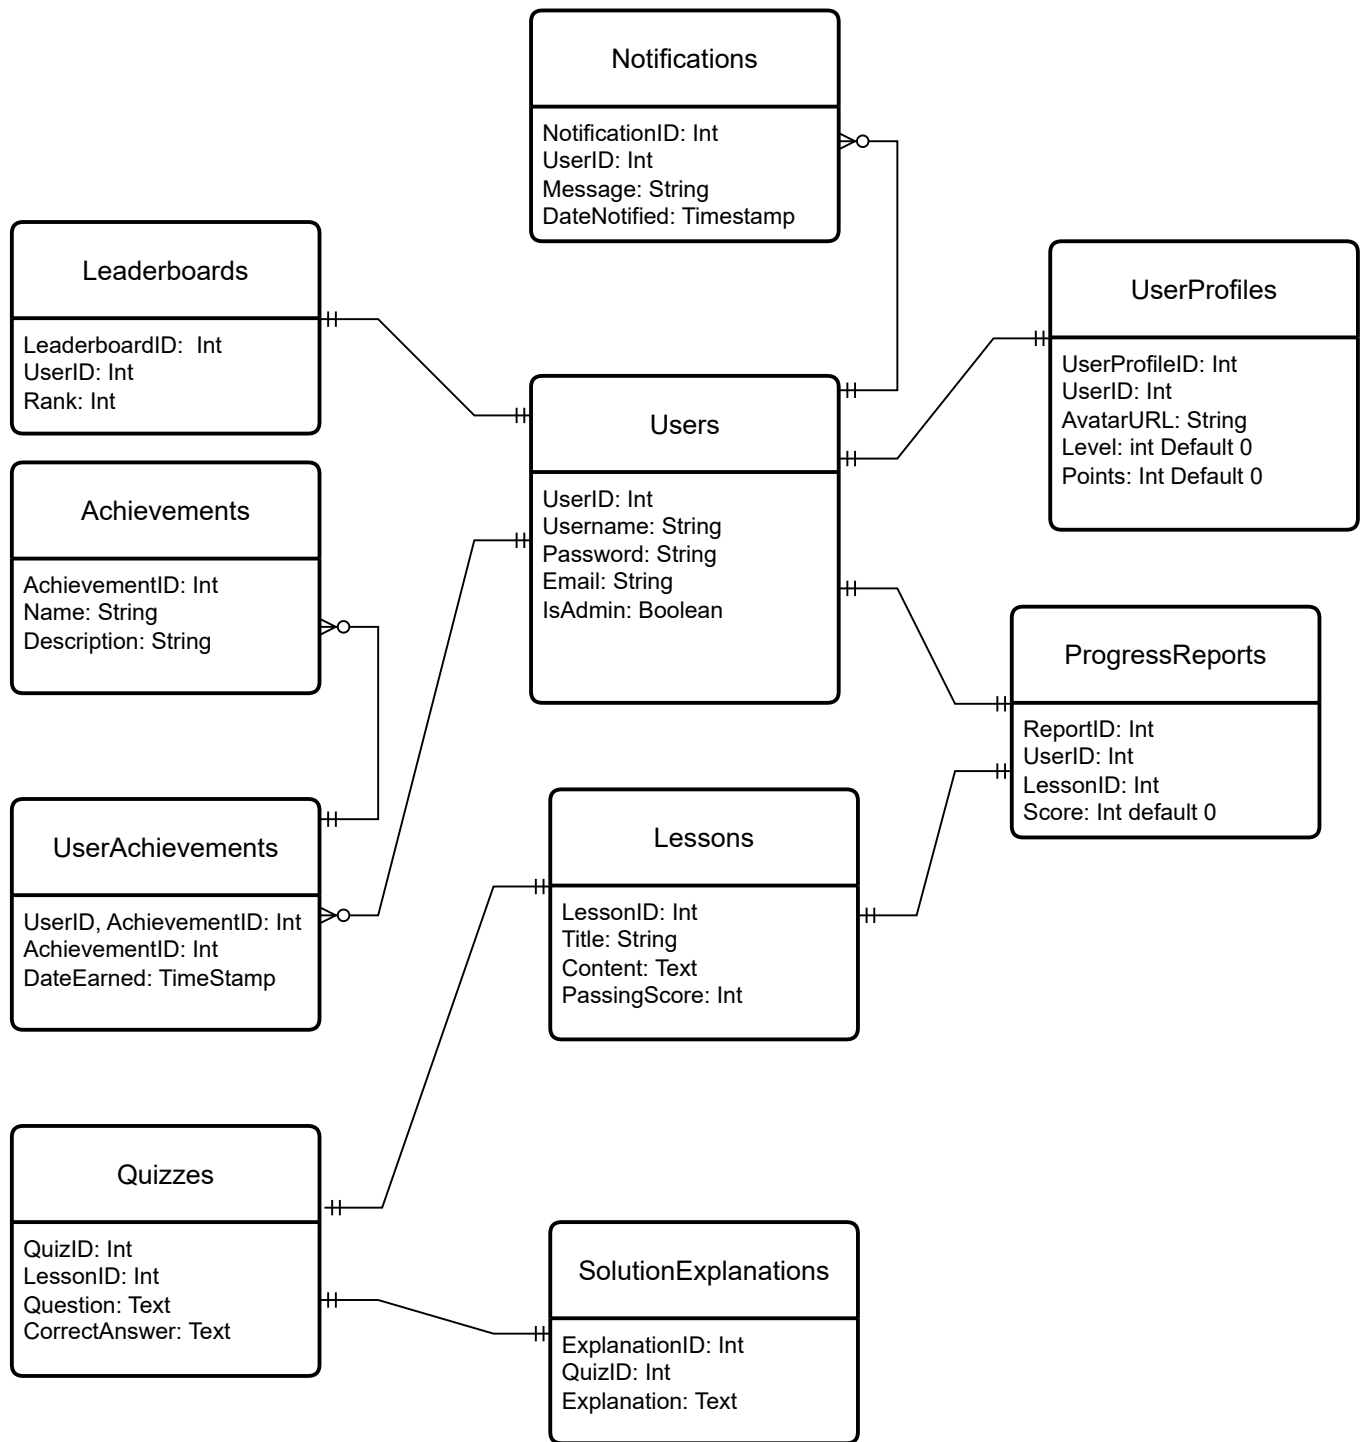 Notifications
NotificationID: Int
UserID: Int
Message: String
DateNotified: Timestamp
Leaderboards
LeaderboardID:  Int
UserID: Int
Rank: Int
UserProfiles
UserProfileID: Int
UserID: Int
AvatarURL: String
Level: int Default 0
Points: Int Default 0
Users
UserID: Int
Username: String
Password: String
Email: String
IsAdmin: Boolean
Achievements
AchievementID: Int
Name: String
Description: String
ProgressReports
ReportID: Int
UserID: Int
LessonID: Int
Score: Int default 0
UserAchievements
UserID, AchievementID: Int
AchievementID: Int
DateEarned: TimeStamp
Lessons
LessonID: Int
Title: String
Content: Text
PassingScore: Int
Quizzes
QuizID: Int
LessonID: Int
Question: Text
CorrectAnswer: Text
SolutionExplanations
ExplanationID: Int
QuizID: Int
Explanation: Text